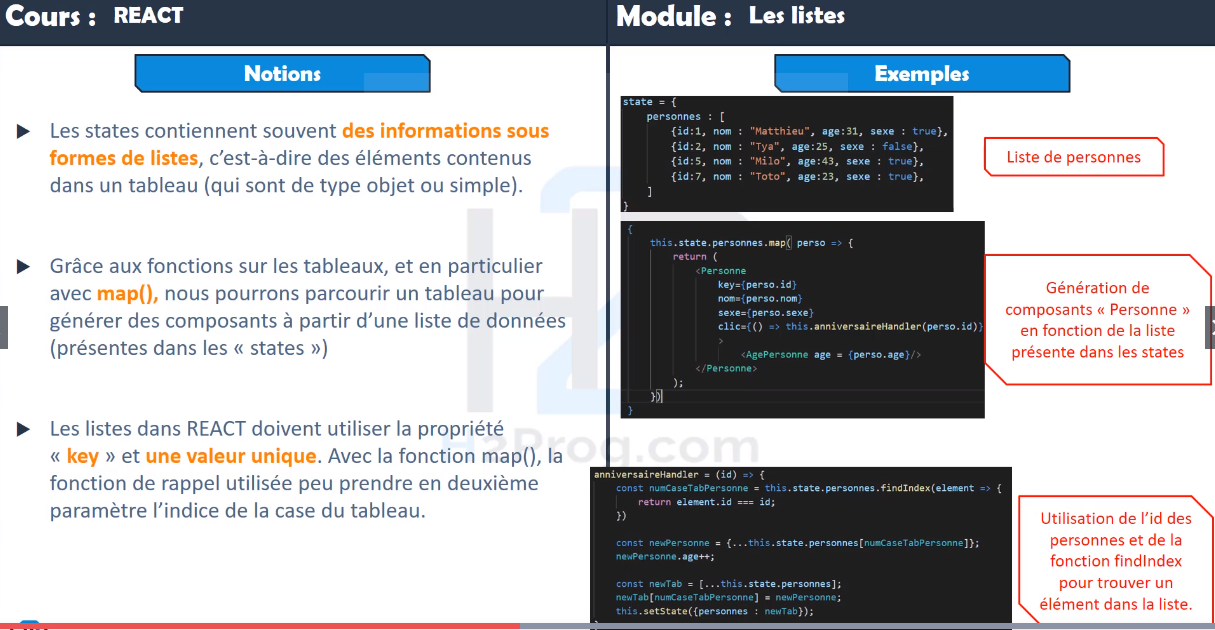 Cours : REACT
Module : Les listes
Notions
Les states contiennent souvent des informations sous
formes de listes, c'est-à-dire des éléments contenus
dans un tableau (qui sont de type objet ou simple).
Grâce aux fonctions sur les tableaux, et en particulier
avec map(), nous pourrons parcourir un tableau pour
générer des composants à partir d'une liste de données
(présentes dans les « states »)
Les listes dans REACT doivent utiliser la propriété
« key » et une valeur unique. Avec la fonction map(), la
fonction de rappel utilisée peu prendre en deuxième
paramètre l'indice de la case du tableau.
Exemples
state = {
personnes : [
{id:1, nom : "Matthieu", age:31, sexe : true},
{id:2, nom : "Tya", age:25, sexe : false},
{id:5, nom : "Milo", age:43, sexe : true},
{id:7, nom : "Toto", age:23, sexe : true},
]
}
Liste de personnes
{
this.state.personnes.map( perso => {
return (
<Personne
key={perso.id}
nom={perso.nom}
sexe={perso.sexe}
clic={() => this.anniversaireHandler(perso.id)}
>
<AgePersonne age = {perso.age}/>
</Personne>
);
})
}
Génération de
composants « Personne »
en fonction de la liste
présente dans les states
anniversaireHandler = (id) => {
const numCaseTabPersonne = this.state.personnes.findIndex(element => {
return element.id === id;
})
const newPersonne = {...this.state.personnes[numCaseTabPersonne]};
newPersonne.age++;
const newTab = [...this.state.personnes];
newTab[numCaseTabPersonne] = newPersonne;
this.setState({personnes : newTab});
Utilisation de l'id des
personnes et de la
fonction findIndex
pour trouver un
élément dans la liste.
H2Prog.com